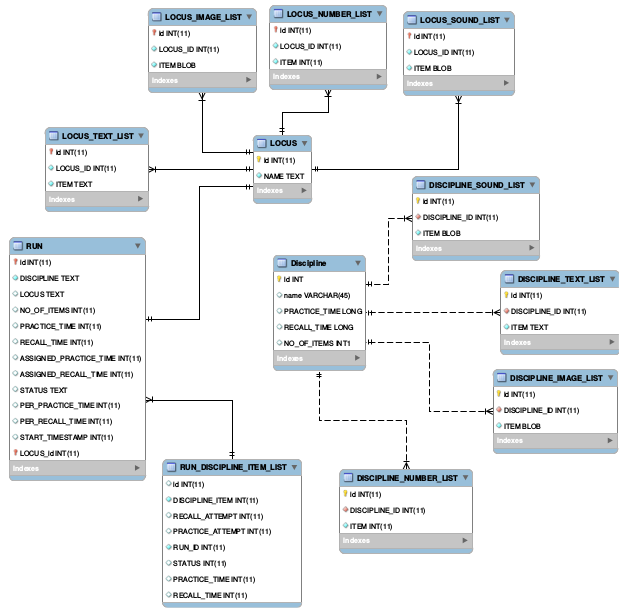 LOCUS_IMAGE_LIST
Id INT(11)
LOCUS_ID INT(11)
ITEM BLOB
Indexes
LOCUS_NUMBER_LIST
Id INT(11)
LOCUS_ID INT(11)
ITEM INT(11)
Indexes
LOCUS_SOUND_LIST
Id INT(11)
LOCUS_ID INT(11)
ITEM BLOB
Indexes
LOCUS_TEXT_LIST
Id INT(11)
LOCUS_ID INT(11)
ITEM TEXT
Indexes
LOCUS
Id INT(11)
NAME TEXT
Indexes
DISCIPLINE_SOUND_LIST
Id INT(11)
DISCIPLINE_ID INT(11)
ITEM BLOB
Indexes
RUN
Id INT(11)
DISCIPLINE TEXT
LOCUS TEXT
NO_OF_ITEMS INT(11)
PRACTICE_TIME INT(11)
RECALL_TIME INT(11)
ASSIGNED_PRACTICE_TIME INT(11)
ASSIGNED_RECALL_TIME INT(11)
STATUS TEXT
PER_PRACTICE_TIME INT(11)
PER_RECALL_TIME INT(11)
START_TIMESTAMP INT(11)
LOCUS_Id INT(11)
Indexes
Discipline
Id INT
name VARCHAR(45)
PRACTICE_TIME LONG
RECALL_TIME LONG
NO_OF_ITEMS INT1
Indexes
DISCIPLINE_TEXT_LIST
Id INT(11)
DISCIPLINE_ID INT(11)
ITEM TEXT
Indexes
DISCIPLINE_IMAGE_LIST
Id INT(11)
DISCIPLINE_ID INT(11)
ITEM BLOB
Indexes
RUN_DISCIPLINE_ITEM_LIST
Id INT(11)
DISCIPLINE_ITEM INT(11)
RECALL_ATTEMPT INT(11)
PRACTICE_ATTEMPT INT(11)
RUN_ID INT(11)
STATUS INT(11)
PRACTICE_TIME INT(11)
RECALL_TIME INT(11)
DISCIPLINE_NUMBER_LIST
Id INT(11)
DISCIPLINE_ID INT(11)
ITEM INT(11)
Indexes